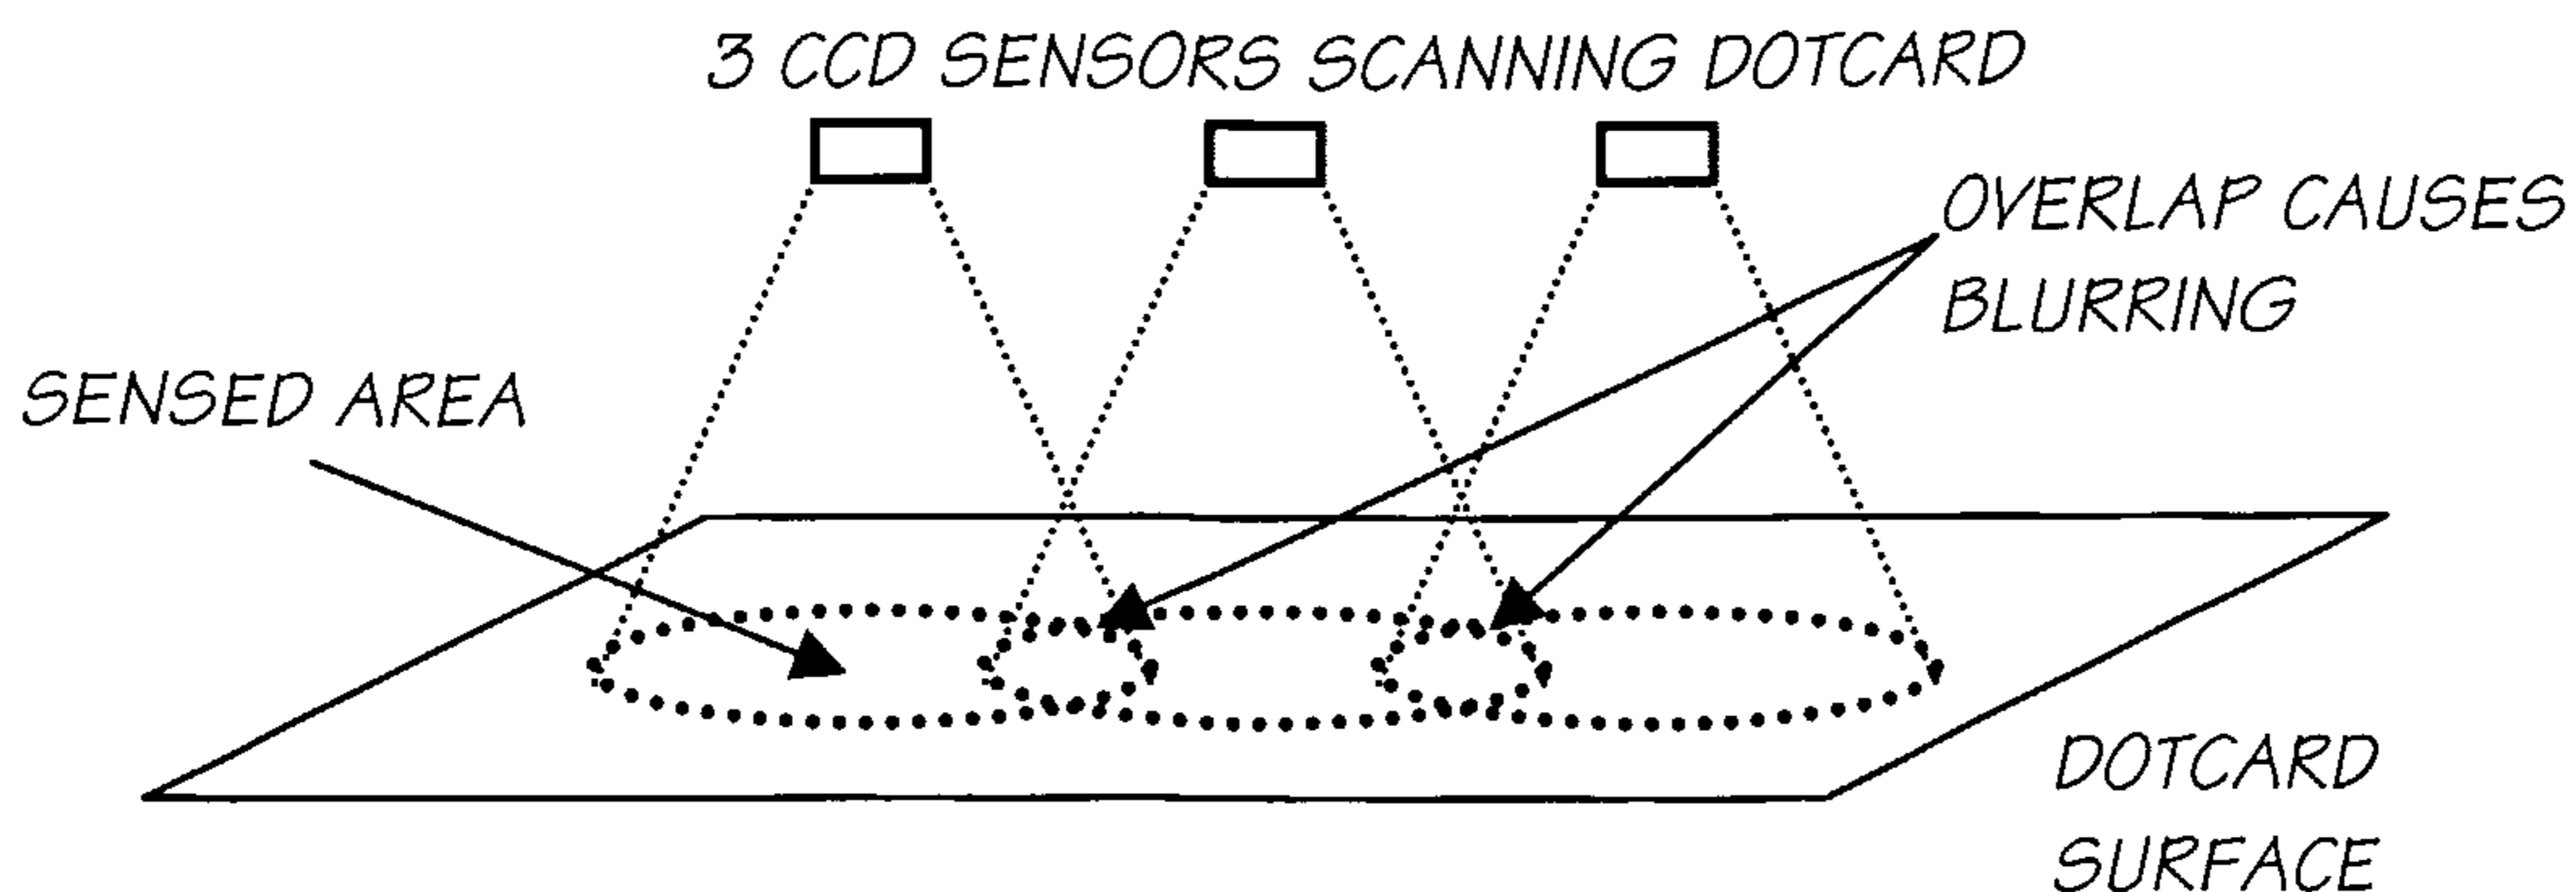 3 CCD SENSORS SCANNING DOTCARD
OVERLAP CAUSES
BLURRING
SENSED AREA
DOTCARD
SURFACE